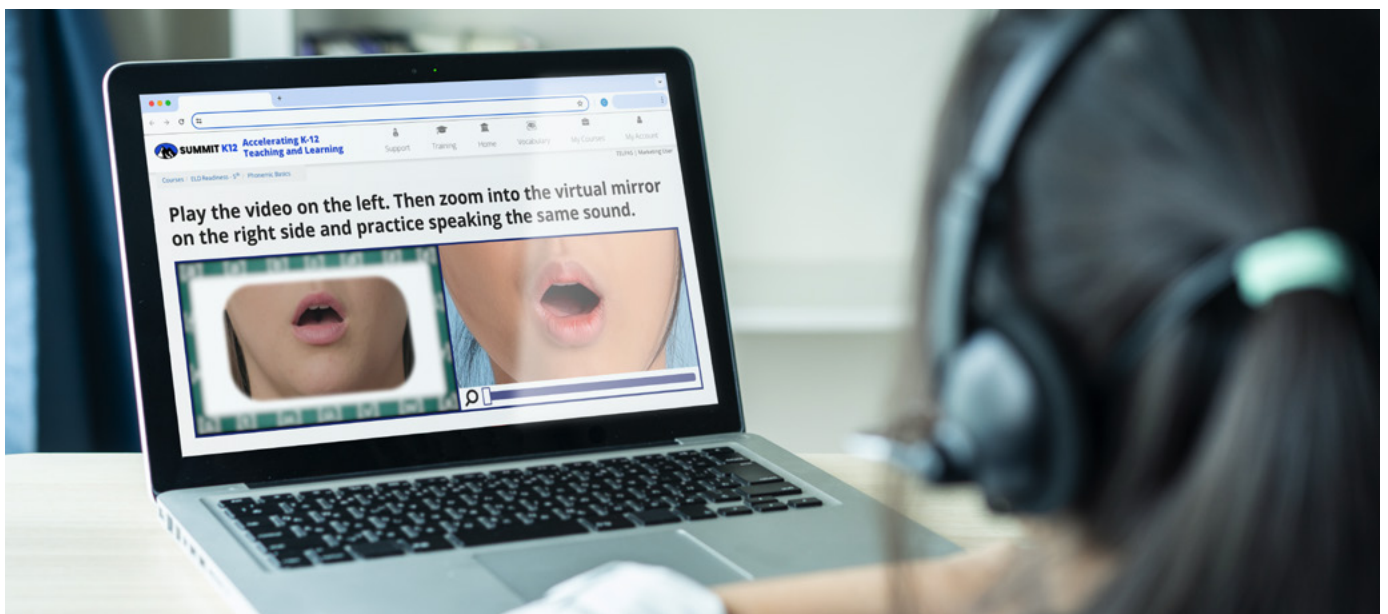 SUMMIT K12
Accelerating K-12
Teaching and Learning
Support
Training
Home
Vocabulary
My Courses
My Account
Courses / ELD Readiness - 5th / Phonemic Basics
Play the video on the left. Then zoom into the virtual mirror
on the right side and practice speaking the same sound.